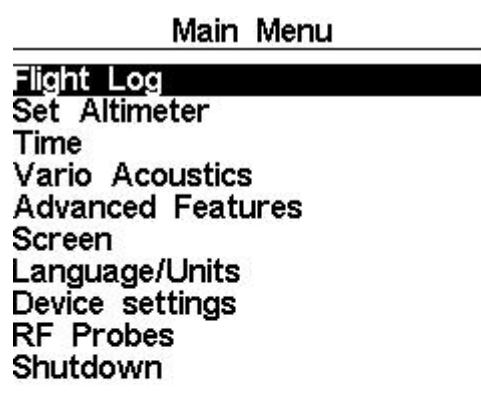 Main Menu
Flight Log
Set Altimeter
Time
Vario Acoustics
Advanced Features
Screen
Language/Units
Device settings
RF Probes
Shutdown